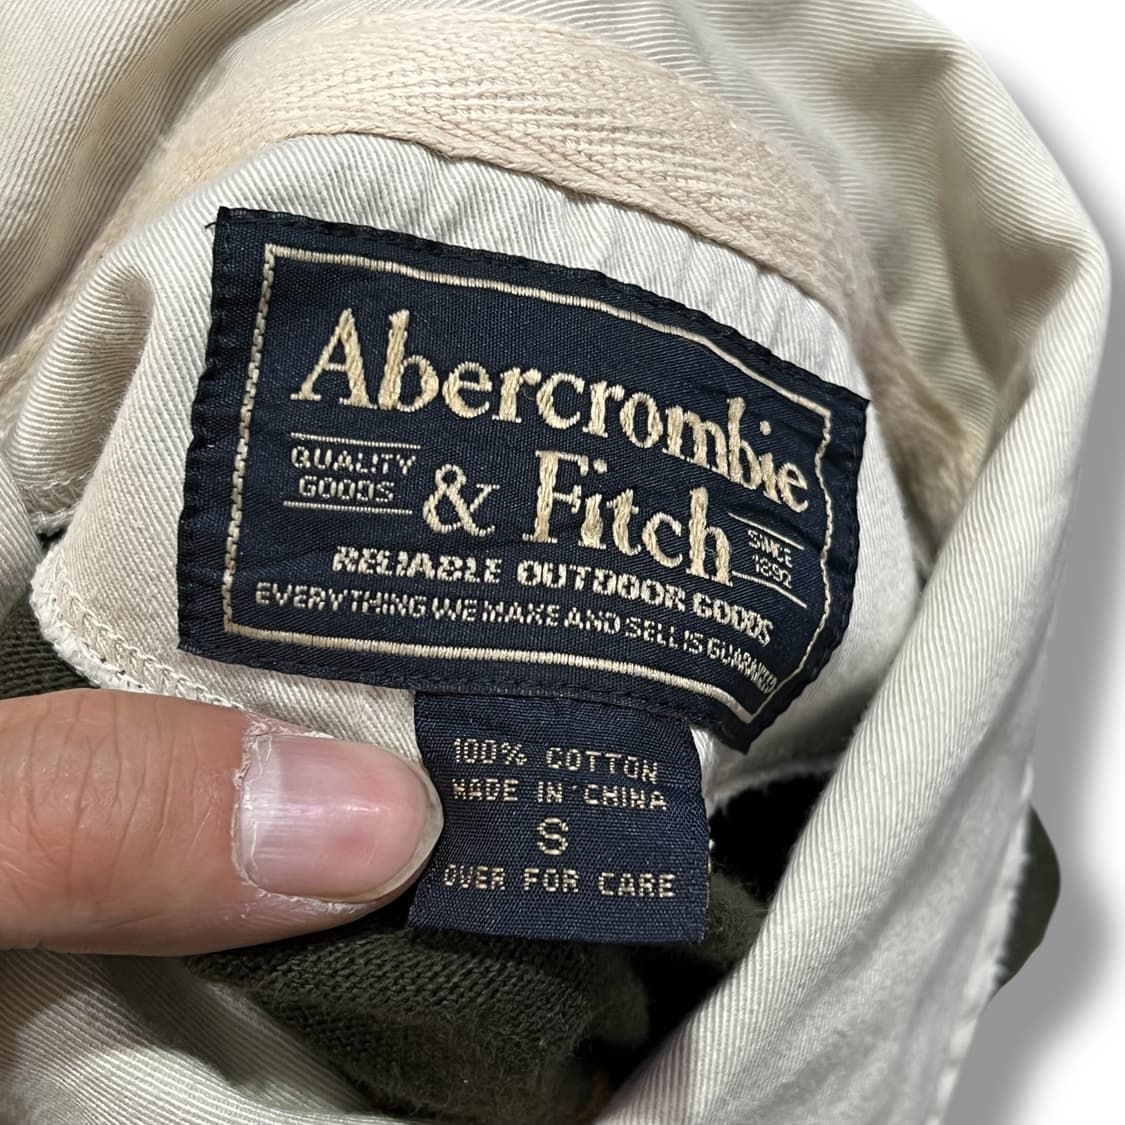 Abercrombie
& Fitch
QUALITY
GOODS
SINCE
1892
RELIABLE OUTDOOR GOODS
EVERYTHING WE MAKE AND SELL IS GUARANTEED
100% COTTON
MADE IN CHINA
S
OVER FOR CARE